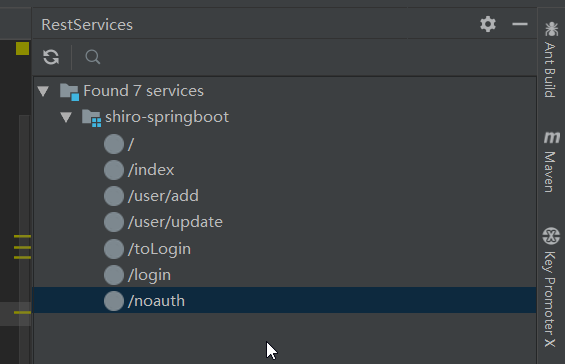 RestServices
Found 7 services
shiro-springboot
/
/index
/user/add
/user/update
/toLogin
/login
/noauth
Ant Build
m
Maven
Key Promoter X